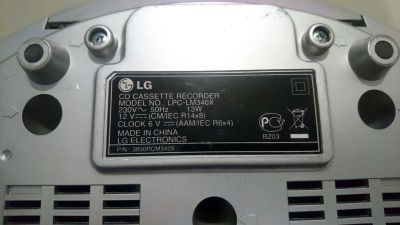 LG
CD CASSETTE RECORDER
MODEL NO.: LPC-LM340X
230V~ 50Hz 13W
12 V⎓(CM/IEC R14x8)
CLOCK 6 V⎓(AAM/IEC R6x4)
MADE IN CHINA
LG ELECTRONICS
P/N : 3850RCM342S
BZ03